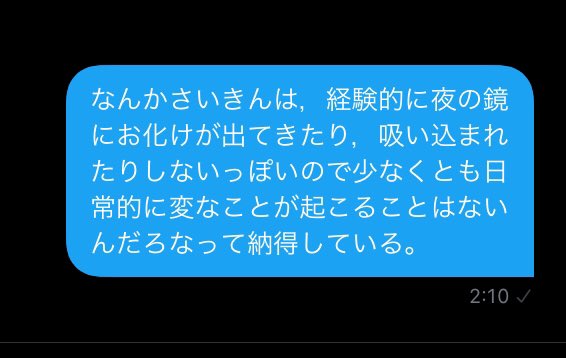 なんかさいきんは，経験的に夜の鏡
にお化けが出てきたり，吸い込まれ
たりしないっぽいので少なくとも日
常的に変なことが起こることはない
んだろなって納得している。
2:10 ✓